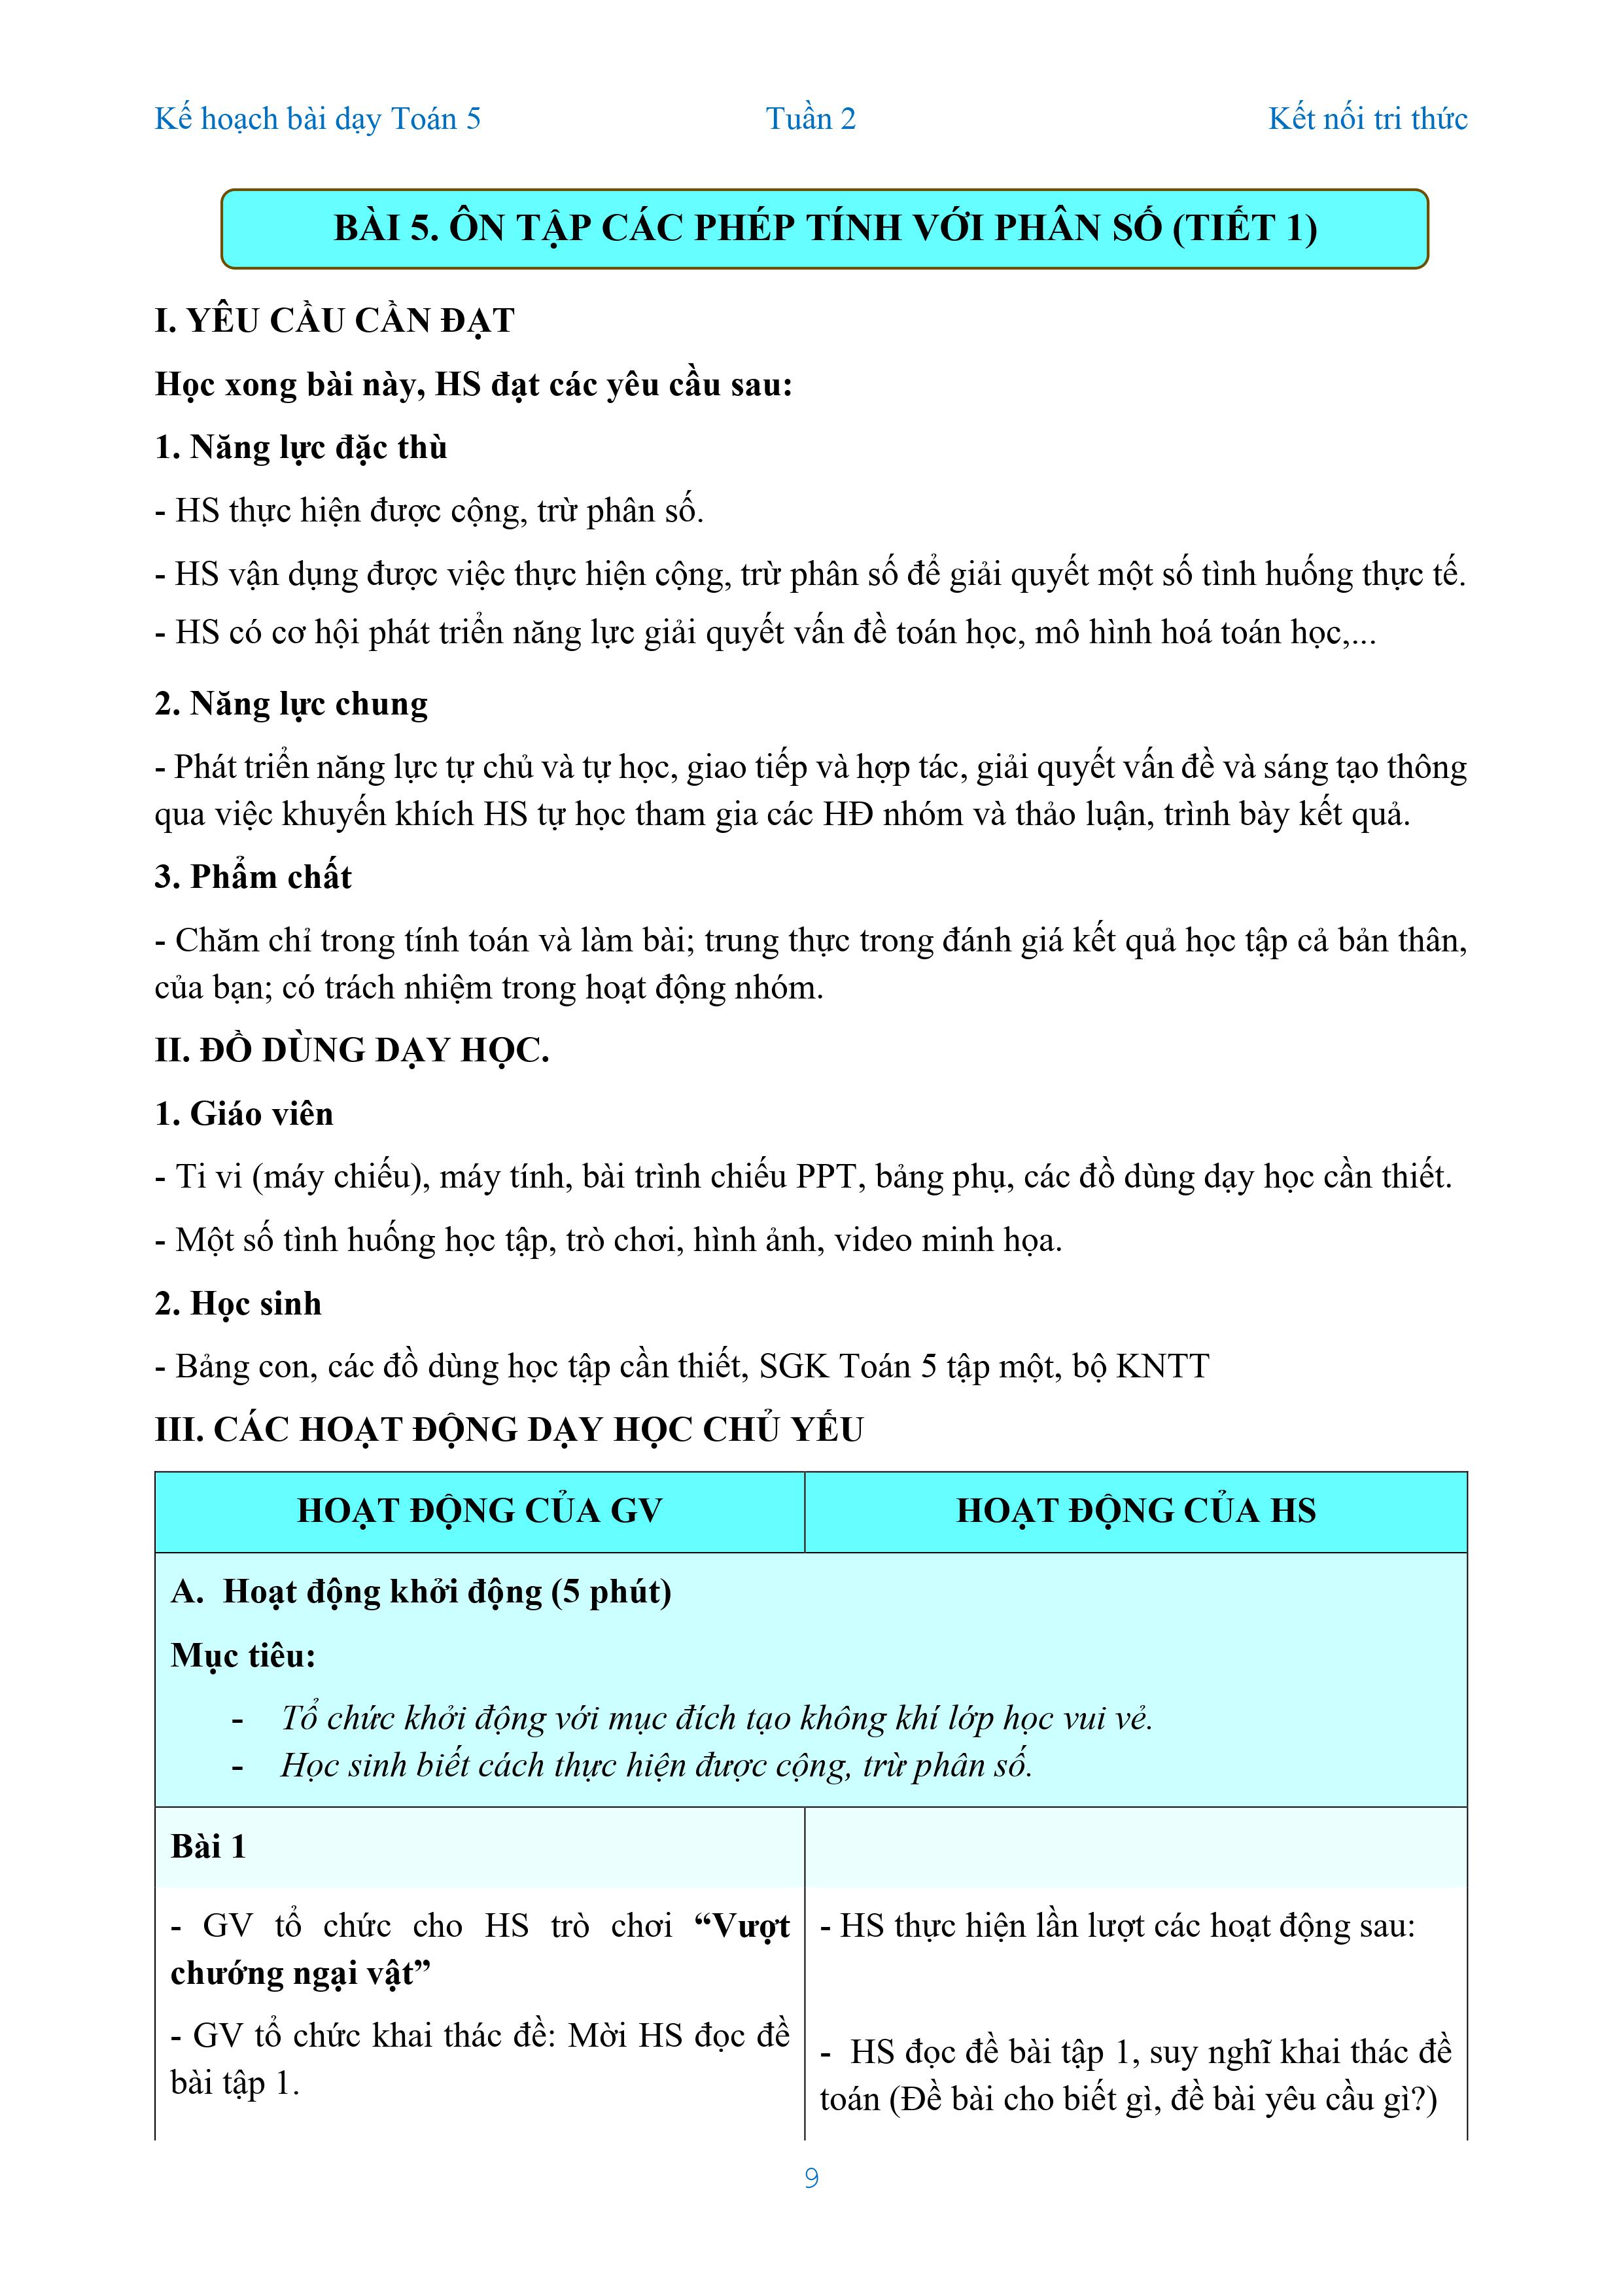 Kế hoạch bài dạy Toán 5 Tuần 2 Kết nối tri thức
BÀI 5. ÔN TẬP CÁC PHÉP TÍNH VỚI PHÂN SỐ (TIẾT 1)
I. YÊU CẦU CẦN ĐẠT
Học xong bài này, HS đạt các yêu cầu sau:
1. Năng lực đặc thù
- HS thực hiện được cộng, trừ phân số.
- HS vận dụng được việc thực hiện cộng, trừ phân số để giải quyết một số tình huống thực tế.
- HS có cơ hội phát triển năng lực giải quyết vấn đề toán học, mô hình hoá toán học,...
2. Năng lực chung
- Phát triển năng lực tự chủ và tự học, giao tiếp và hợp tác, giải quyết vấn đề và sáng tạo thông
qua việc khuyến khích HS tự học tham gia các HĐ nhóm và thảo luận, trình bày kết quả.
3. Phẩm chất
- Chăm chỉ trong tính toán và làm bài; trung thực trong đánh giá kết quả học tập cả bản thân,
của bạn; có trách nhiệm trong hoạt động nhóm.
II. ĐỒ DÙNG DẠY HỌC.
1. Giáo viên
- Ti vi (máy chiếu), máy tính, bài trình chiếu PPT, bảng phụ, các đồ dùng dạy học cần thiết.
- Một số tình huống học tập, trò chơi, hình ảnh, video minh họa.
2. Học sinh
- Bảng con, các đồ dùng học tập cần thiết, SGK Toán 5 tập một, bộ KNTT
III. CÁC HOẠT ĐỘNG DẠY HỌC CHỦ YẾU
HOẠT ĐỘNG CỦA GV
HOẠT ĐỘNG CỦA HS
A. Hoạt động khởi động (5 phút)
Mục tiêu:
- Tổ chức khởi động với mục đích tạo không khí lớp học vui vẻ.
- Học sinh biết cách thực hiện được cộng, trừ phân số.
Bài 1
- GV tổ chức cho HS trò chơi “Vượt
chướng ngại vật”
- GV tổ chức khai thác đề: Mời HS đọc đề
bài tập 1.
- HS thực hiện lần lượt các hoạt động sau:
- HS đọc đề bài tập 1, suy nghĩ khai thác đề
toán (Đề bài cho biết gì, đề bài yêu cầu gì?)
9